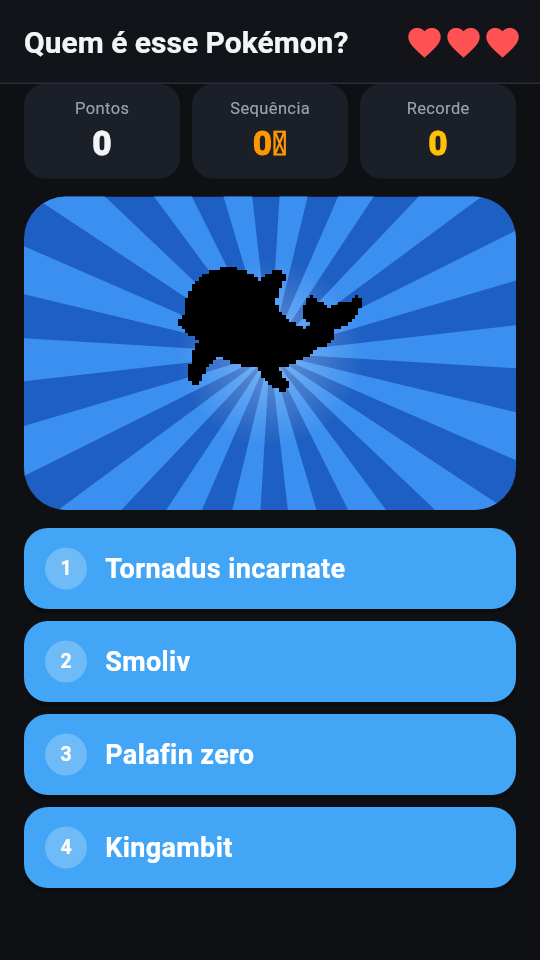 Quem é esse Pokémon?
Pontos
Sequência
Recorde
0
0
0
1 Tornadus incarnate
2 Smoliv
3 Palafin zero
4 Kingambit